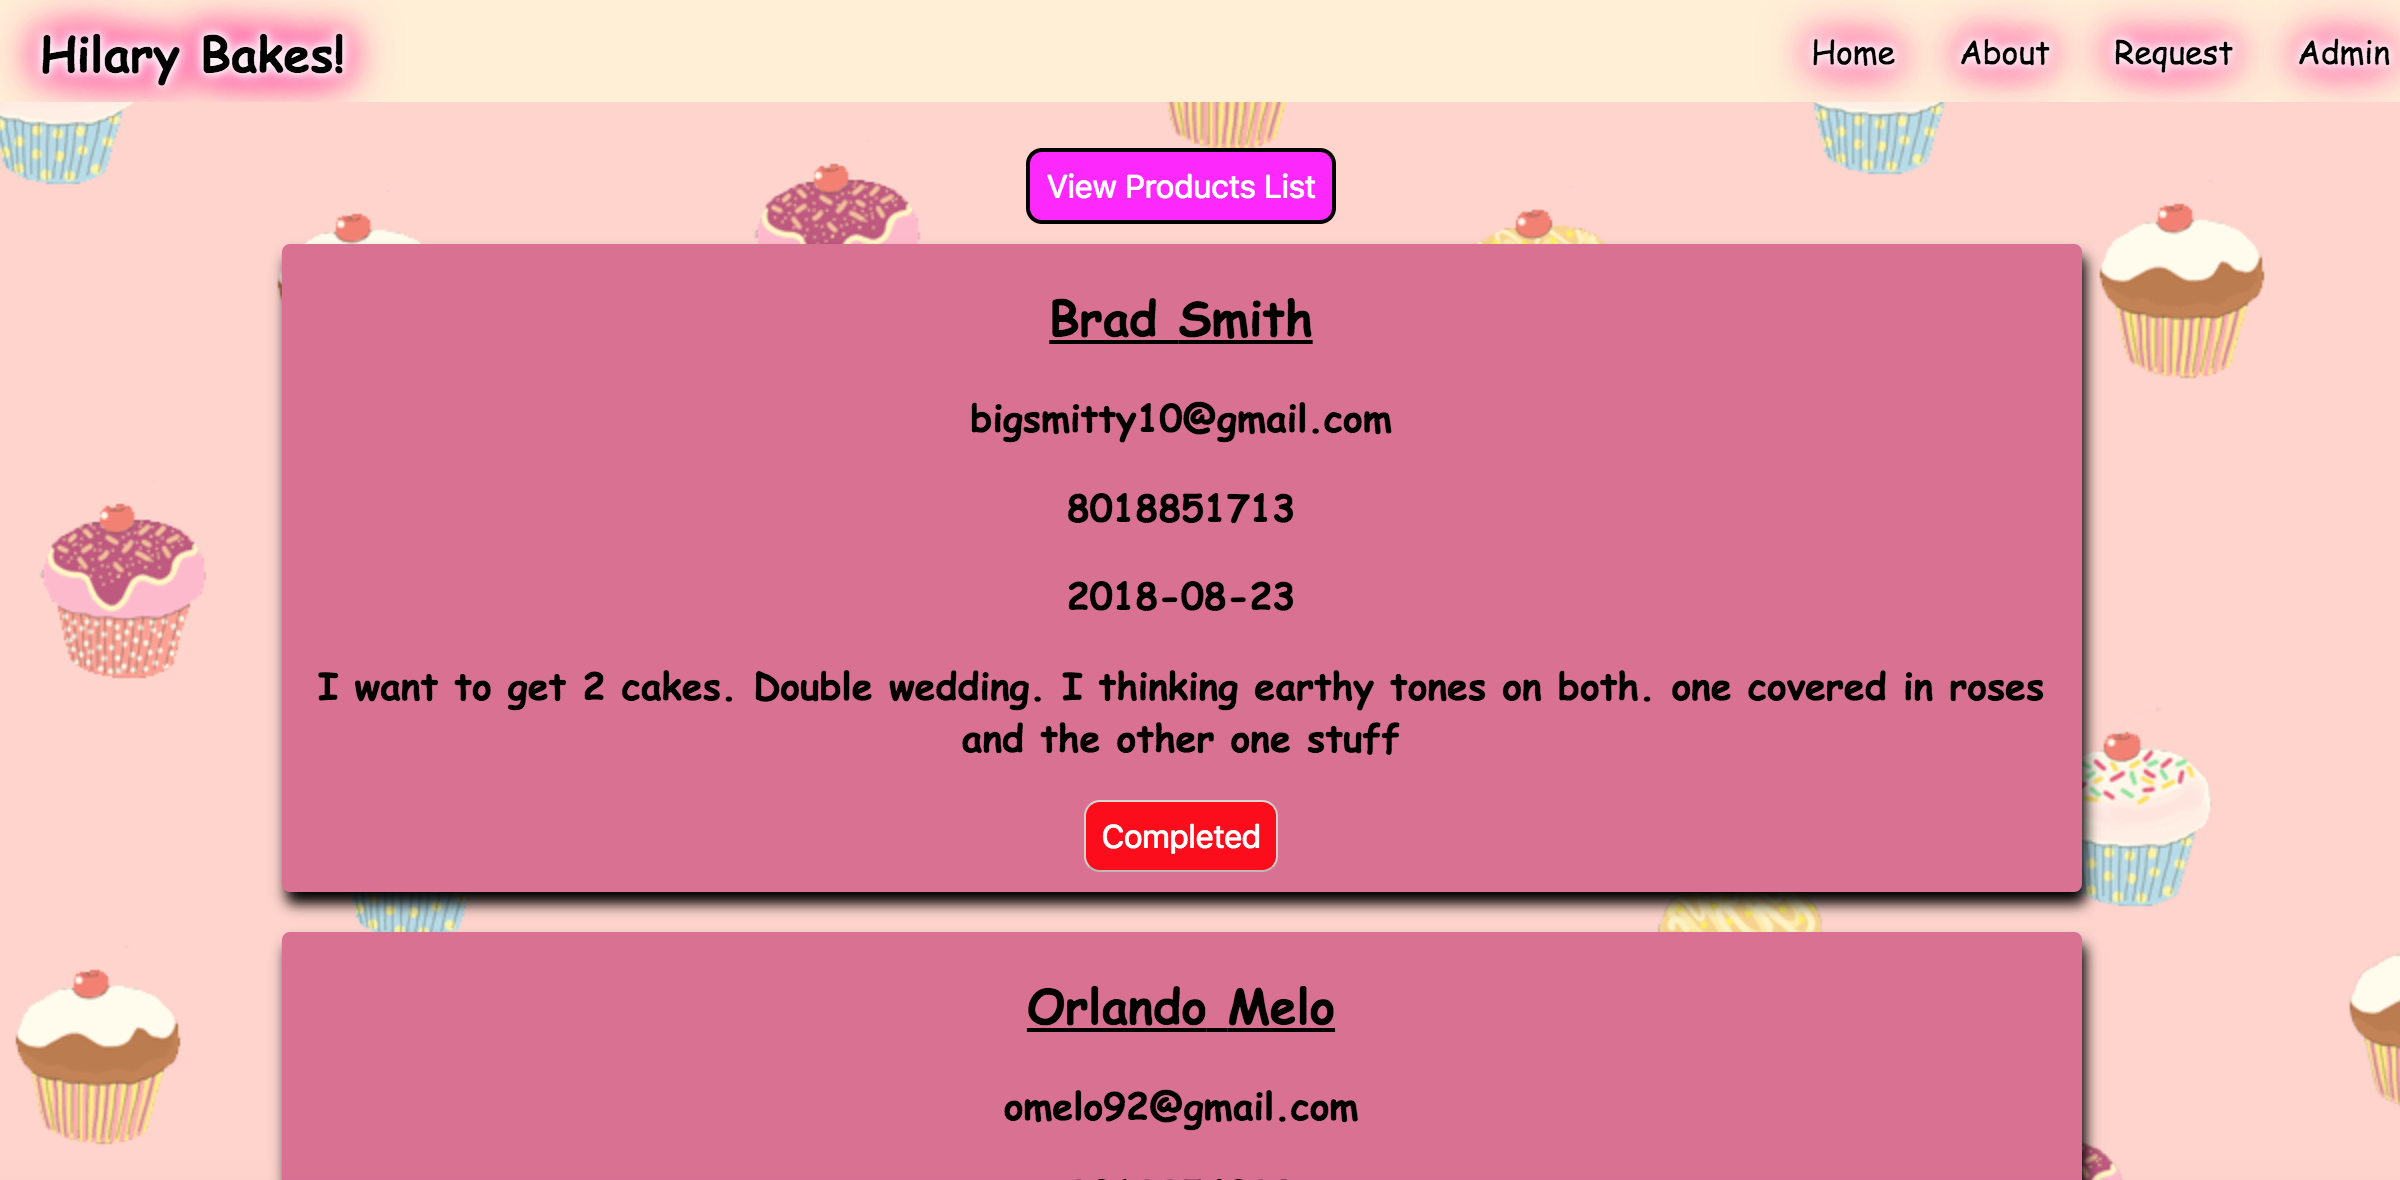 Hilary Bakes!
Home About Request Admin
View Products List
Brad Smith
bigsmitty10@gmail.com
8018851713
2018-08-23
I want to get 2 cakes. Double wedding. I thinking earthy tones on both. one covered in roses
and the other one stuff
Completed
Orlando Melo
omelo92@gmail.com